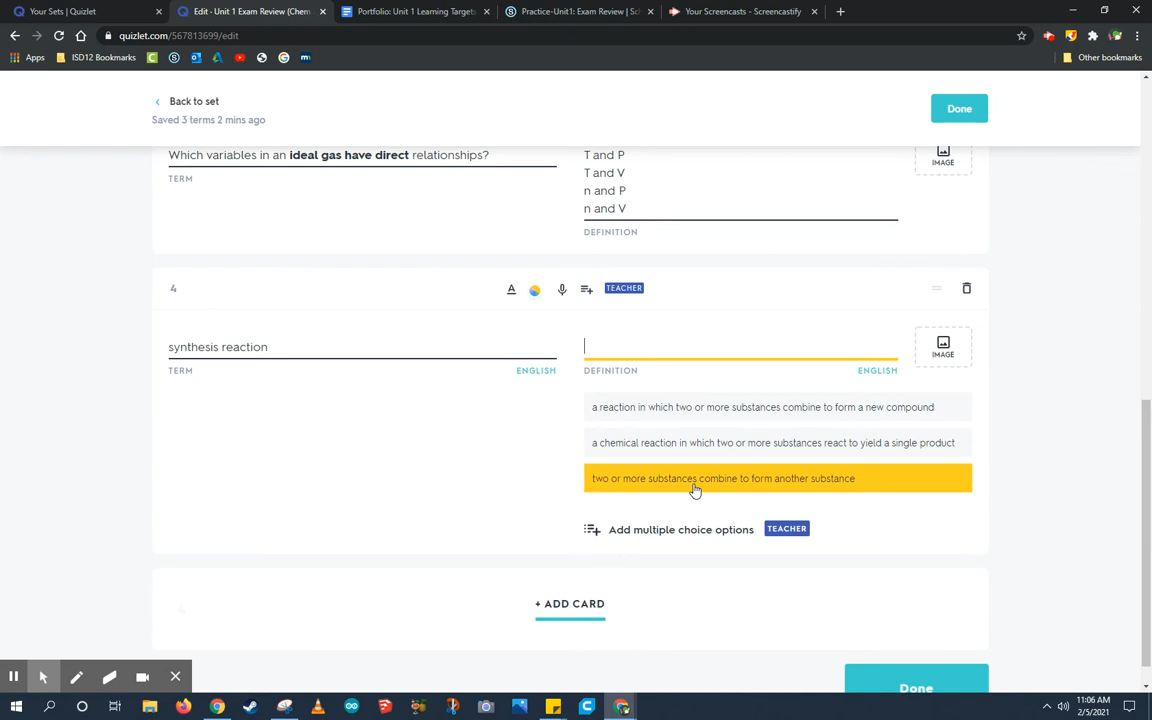 Your Sets | Quizlet
Edit - Unit 1 Exam Review (Chem
Portfolio: Unit 1 Learning Targets
Practice-Unit1: Exam Review | Sc
Your Screencasts - Screencastify
quizlet.com/567813699/edit
Apps
ISD12 Bookmarks
Other bookmarks
Back to set
Done
Saved 3 terms 2 mins ago
Which variables in an ideal gas have direct relationships?
TERM
T and P
T and V
n and P
n and V
DEFINITION
IMAGE
4
TEACHER
synthesis reaction
TERM
ENGLISH
DEFINITION
ENGLISH
IMAGE
a reaction in which two or more substances combine to form a new compound
a chemical reaction in which two or more substances react to yield a single product
two or more substances combine to form another substance
Add multiple choice options
TEACHER
+ ADD CARD
Done
11:06 AM
2/5/2021